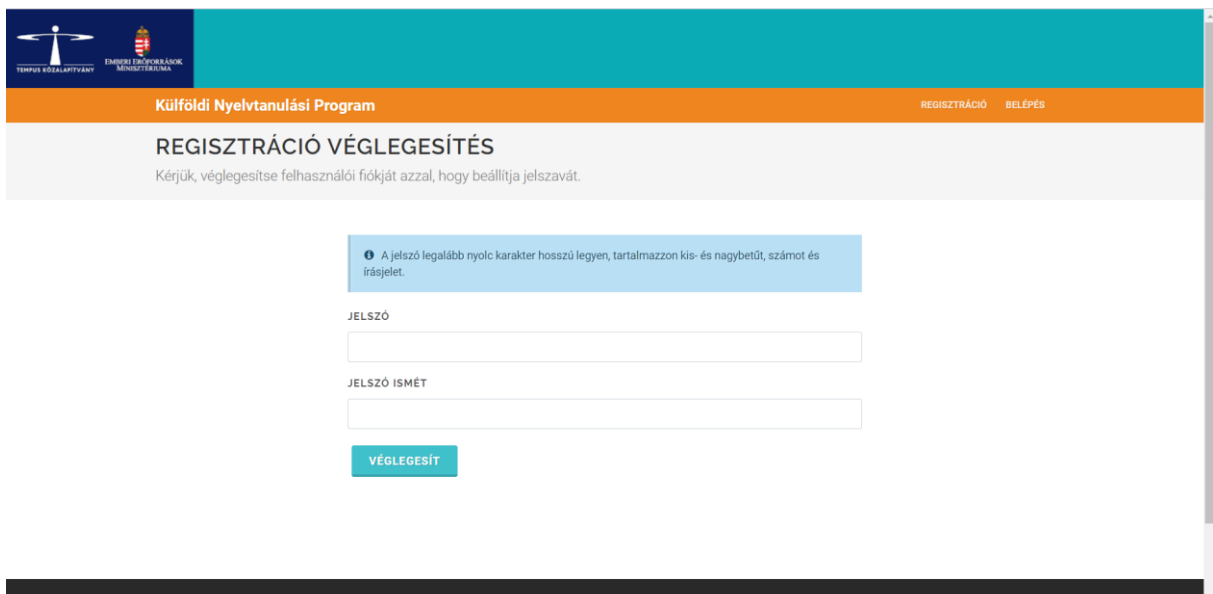 TEMPUS KÖZALAPÍTVÁNY
EMBERI ERŐFORRÁSOK
MINISZTÉRIUMA
Külföldi Nyelvtanulási Program
REGISZTRÁCIÓ
BELÉPÉS
REGISZTRÁCIÓ VÉGLEGESÍTÉS
Kérjük, véglegesítse felhasználói fiókját azzal, hogy beállítja jelszavát.
A jelszó legalább nyolc karakter hosszú legyen, tartalmazzon kis- és nagybetűt, számot és
írásjelet.
JELSZÓ
JELSZÓ ISMÉT
VÉGLEGESÍT